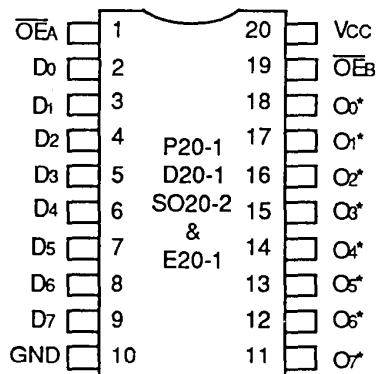 OEA 1 20 Vcc
D0 2 19 OEB
D1 3 18 O0*
D2 4 17 O1*
D3 5 16 O2*
D4 6 15 O3*
D5 7 14 O4*
D6 8 13 O5*
D7 9 12 O6*
GND 10 11 O7*
P20-1
D20-1
SO20-2
&
E20-1